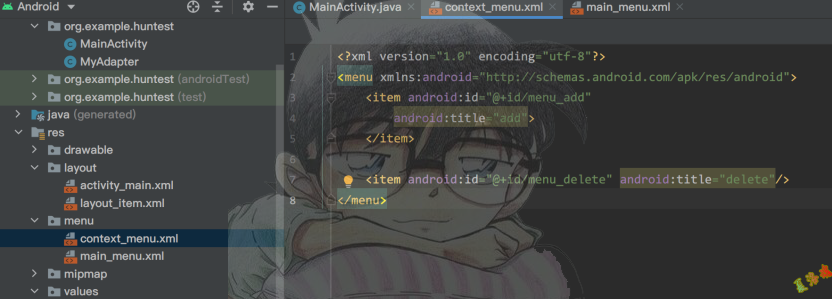 Android
MainActivity.java
context_menu.xml
main_menu.xml
org.example.huntest
MainActivity
MyAdapter
org.example.huntest (androidTest)
org.example.huntest (test)
java (generated)
res
drawable
layout
activity_main.xml
layout_item.xml
menu
context_menu.xml
main_menu.xml
mipmap
values
1 <?xml version="1.0" encoding="utf-8"?>
2 <menu xmlns:android="http://schemas.android.com/apk/res/android">
3 <item android:id="@+id/menu_add"
4 android:title="add">
5 </item>
6
7 <item android:id="@+id/menu_delete" android:title="delete"/>
8 </menu>